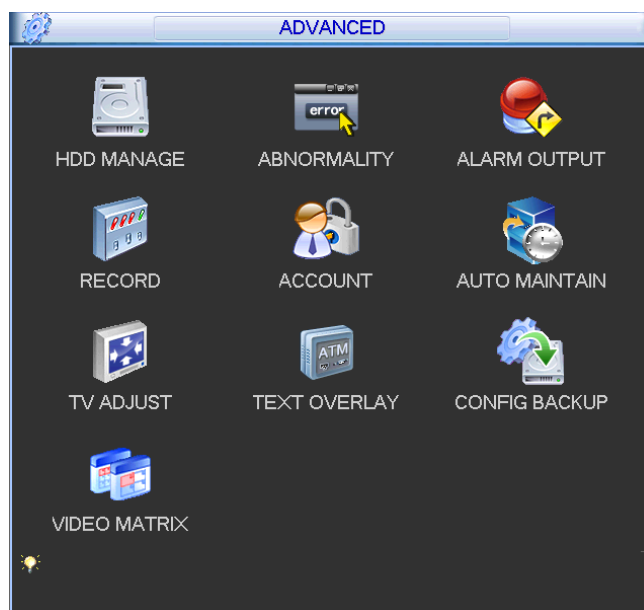 ADVANCED
error
HDD MANAGE ABNORMALITY ALARM OUTPUT
RECORD ACCOUNT AUTO MAINTAIN
ATM
TV ADJUST TEXT OVERLAY CONFIG BACKUP
VIDEO MATRIX